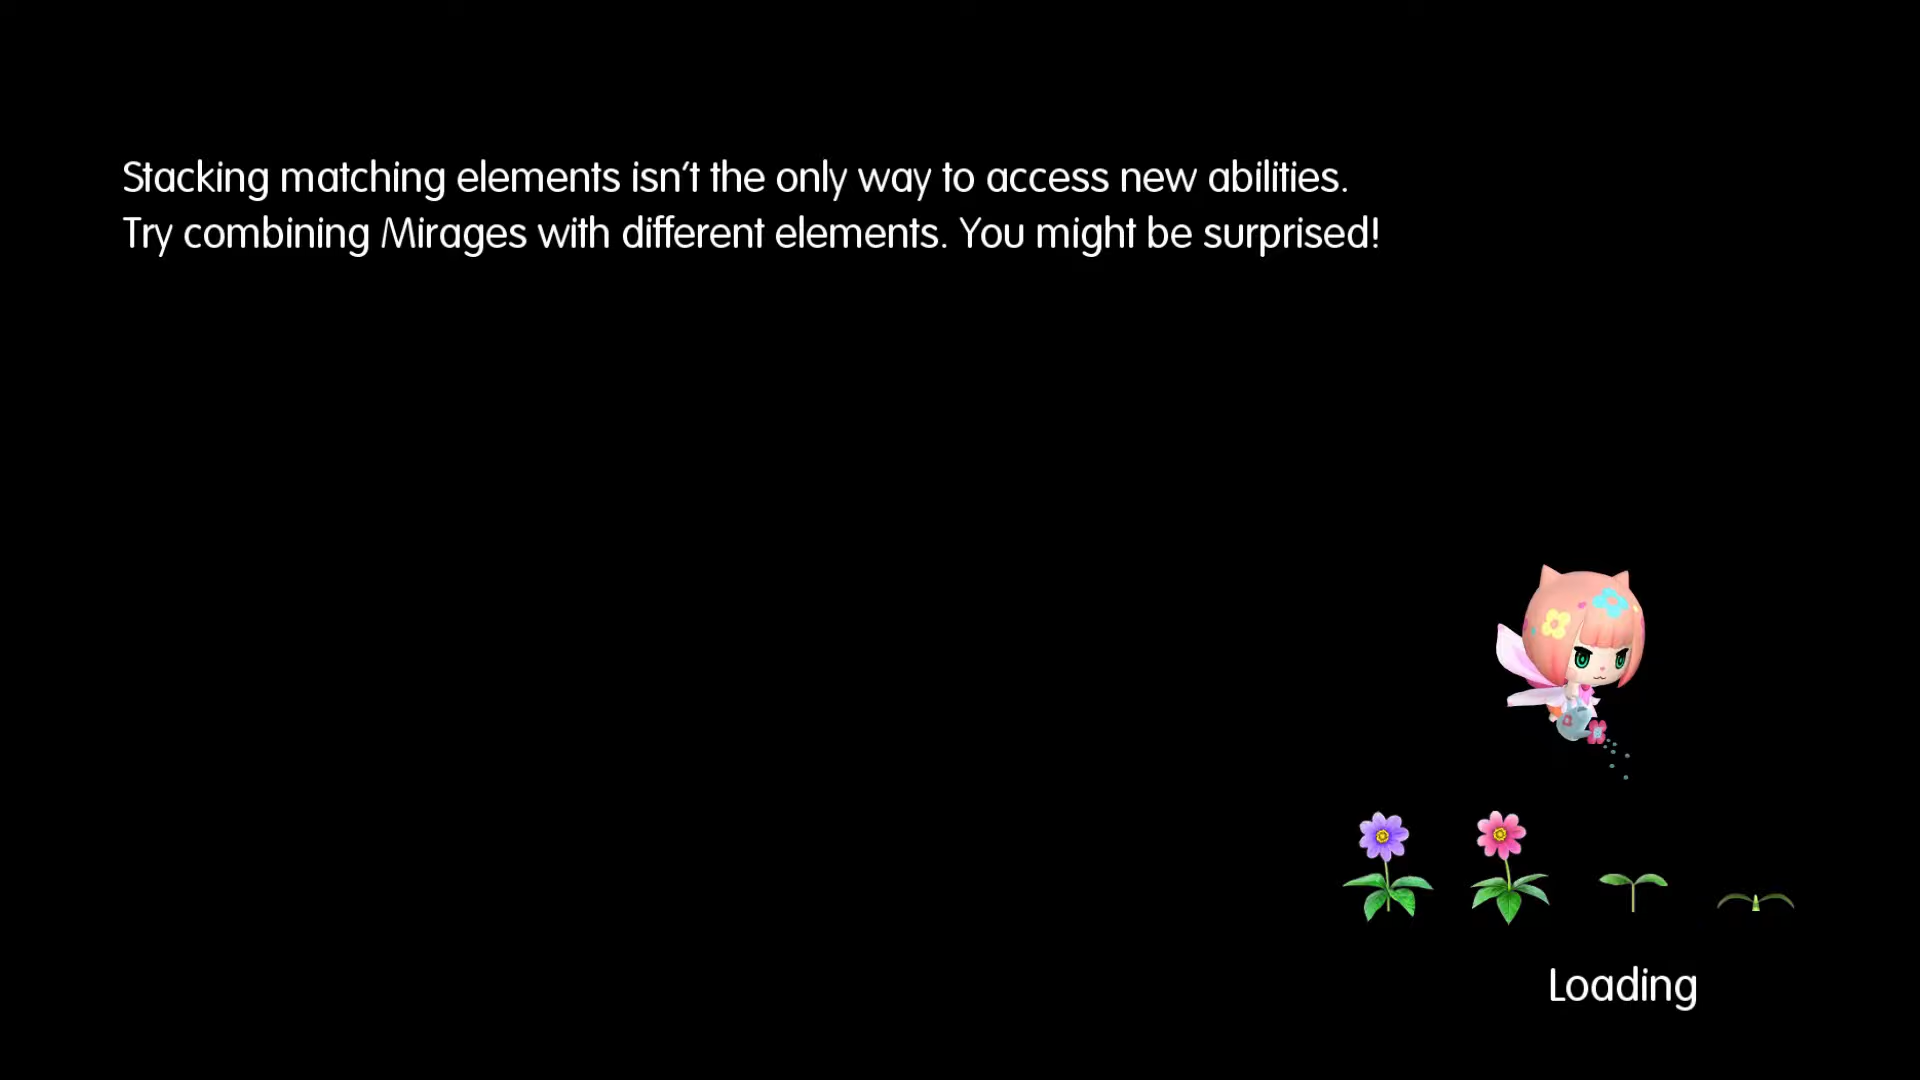 Stacking matching elements isn't the only way to access new abilities.
Try combining Mirages with different elements. You might be surprised!
Loading